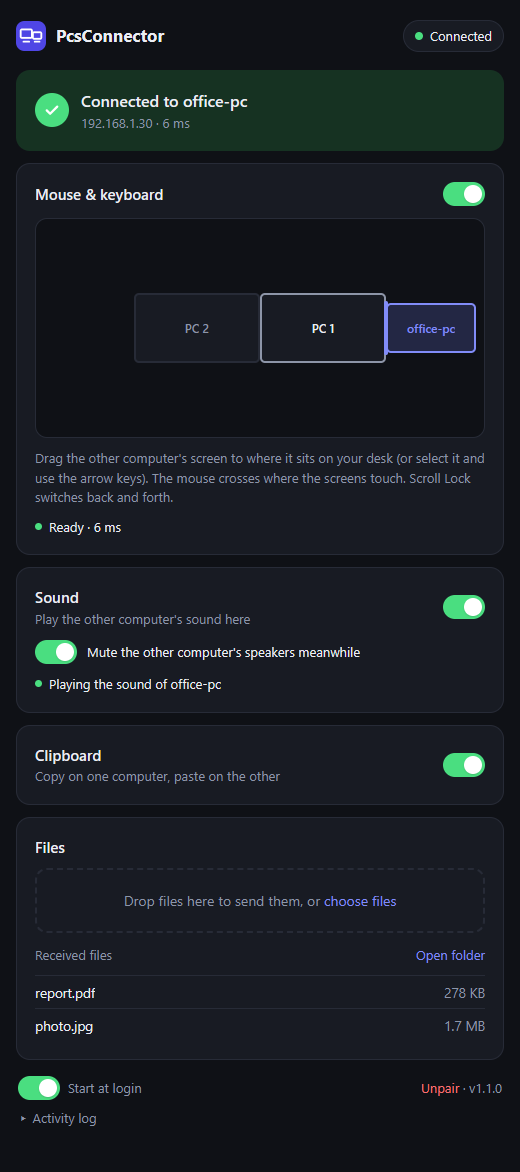 PcsConnector
Connected
Connected to office-pc
192.168.1.30 · 6 ms
Mouse & keyboard
PC 2
PC 1
office-pc
Drag the other computer's screen to where it sits on your desk (or select it and
use the arrow keys). The mouse crosses where the screens touch. Scroll Lock
switches back and forth.
Ready · 6 ms
Sound
Play the other computer's sound here
Mute the other computer's speakers meanwhile
Playing the sound of office-pc
Clipboard
Copy on one computer, paste on the other
Files
Drop files here to send them, or choose files
Received files
Open folder
report.pdf
278 KB
photo.jpg
1.7 MB
Start at login
Unpair · v1.1.0
Activity log